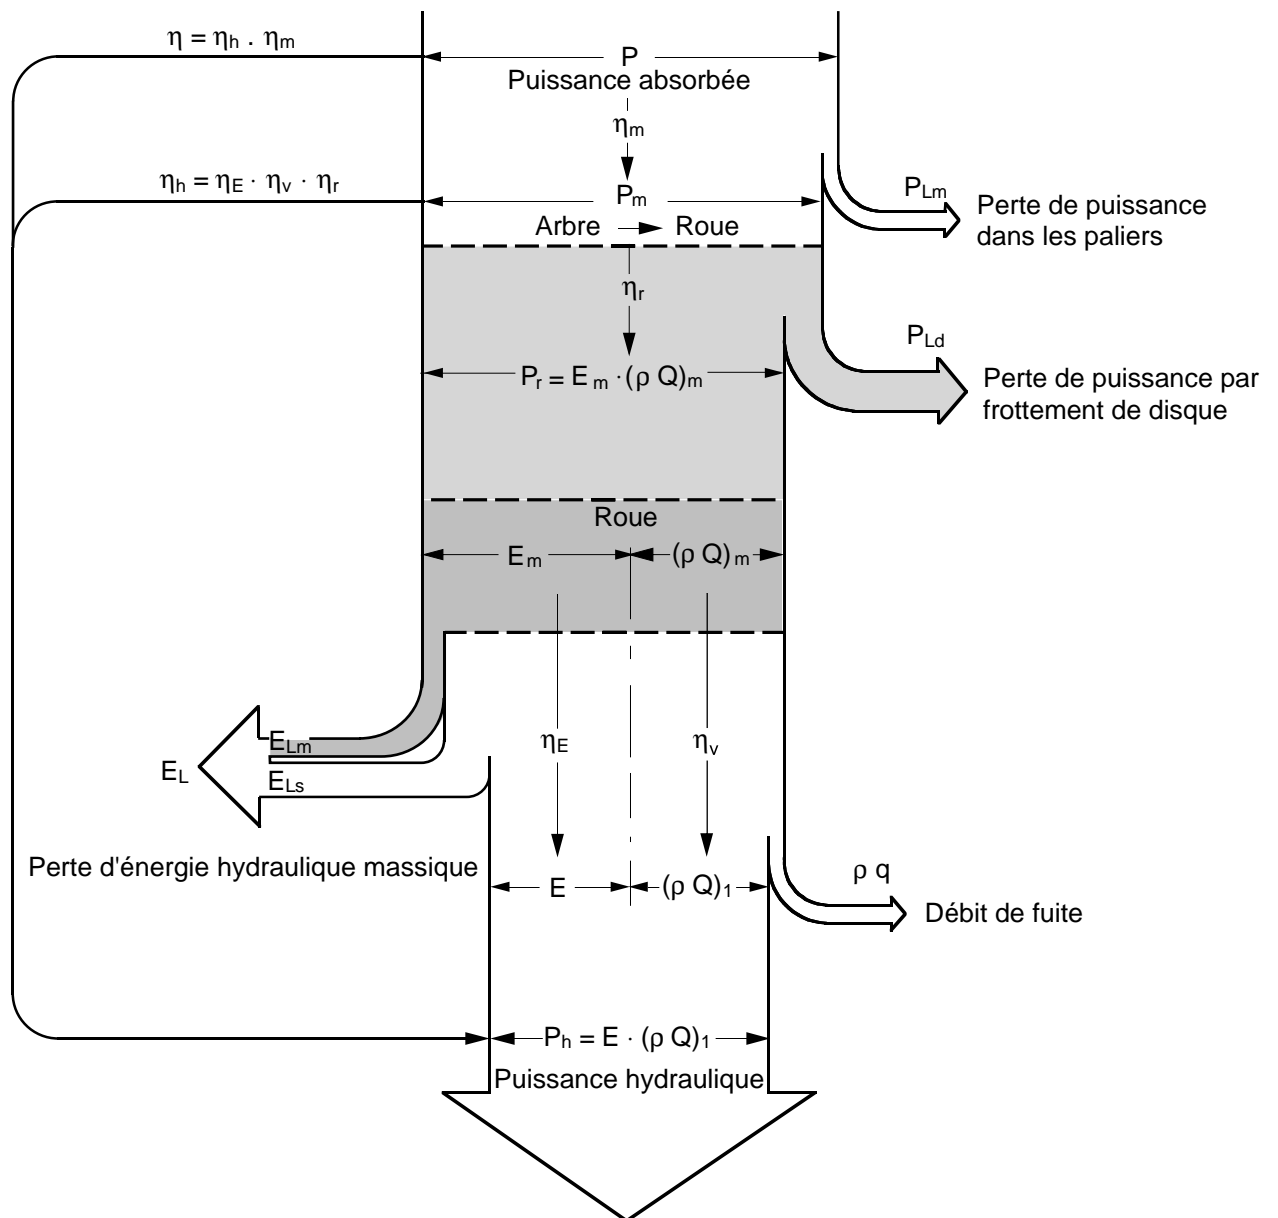 η = ηh . ηm
P
Puissance absorbée
ηm
ηh = ηE · ηv · ηr
Pm
Arbre Roue
PLm
Perte de puissance
dans les paliers
ηr
PLd
Pr = E m · (ρ Q)m
Perte de puissance par
frottement de disque
Roue
E m
(ρ Q) m
ELm
EL
ELs
ηE
ηv
Perte d'énergie hydraulique massique
E
(ρ Q)1
ρ q
Débit de fuite
Ph = E · (ρ Q)1
Puissance hydraulique